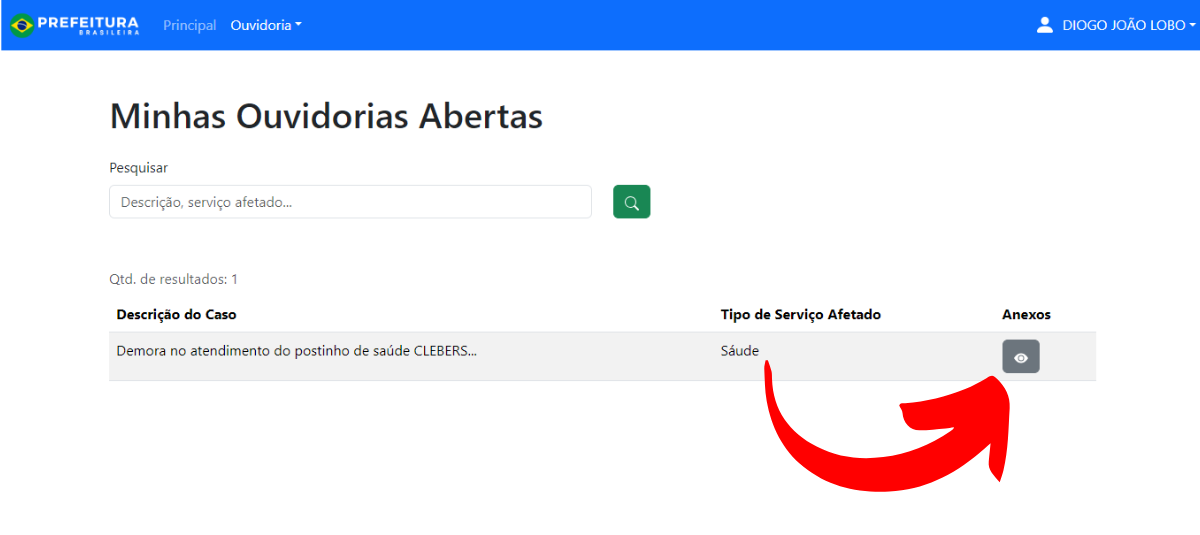 PREFEITURA
BRASILEIRA
Principal Ouvidoria
DIOGO JOÃO LOBO
Minhas Ouvidorias Abertas
Pesquisar
Descrição, serviço afetado...
Qtd. de resultados: 1
Descrição do Caso Tipo de Serviço Afetado Anexos
Demora no atendimento do postinho de saúde CLEBERS... Sáude